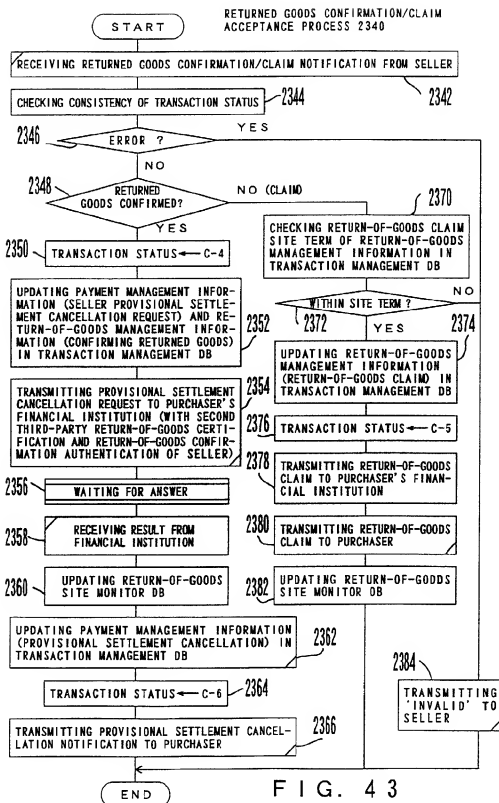 RETURNED GOODS CONFIRMATION/CLAIM
ACCEPTANCE PROCESS 2340
START
RECEIVING RETURNED GOODS CONFIRMATION/CLAIM NOTIFICATION FROM SELLER
2342
CHECKING CONSISTENCY OF TRANSACTION STATUS
2344
2346
ERROR ?
YES
NO
2348
RETURNED
GOODS CONFIRMED?
NO (CLAIM)
YES
2350
TRANSACTION STATUS ← C-4
UPDATING PAYMENT MANAGEMENT
INFORMATION (SELLER PROVISIONAL SETTLE-
MENT CANCELLATION REQUEST) AND RE-
TURN-OF-GOODS MANAGEMENT INFOR-
MATION (CONFIRMING RETURNED GOODS)
IN TRANSACTION MANAGEMENT DB
2352
TRANSMITTING PROVISIONAL SETTLEMENT
CANCELLATION REQUEST TO PURCHASER'S
FINANCIAL INSTITUTION (WITH SECOND
THIRD-PARTY RETURN-OF-GOODS CERTI-
FICATION AND RETURN-OF-GOODS CONFIR-
MATION AUTHENTICATION OF SELLER)
2354
2356
WAITING FOR ANSWER
2358
RECEIVING RESULT FROM
FINANCIAL INSTITUTION
2360
UPDATING RETURN-OF-GOODS
SITE MONITOR DB
UPDATING PAYMENT MANAGEMENT INFORMATION
(PROVISIONAL SETTLEMENT CANCELLATION) IN
TRANSACTION MANAGEMENT DB
2362
TRANSACTION STATUS ← C-6
2364
TRANSMITTING PROVISIONAL SETTLEMENT CANCEL-
LATION NOTIFICATION TO PURCHASER
2366
END
2370
CHECKING RETURN-OF-GOODS CLAIM
SITE TERM OF RETURN-OF-GOODS
MANAGEMENT INFORMATION IN
TRANSACTION MANAGEMENT DB
WITHIN SITE TERM ?
NO
2372
YES
2374
UPDATING RETURN-OF-GOODS
MANAGEMENT INFORMATION
(RETURN-OF-GOODS CLAIM) IN
TRANSACTION MANAGEMENT DB
2376
TRANSACTION STATUS ← C-5
2378
TRANSMITTING RETURN-OF-GOODS
CLAIM TO PURCHASER'S FINAN-
CIAL INSTITUTION
2380
TRANSMITTING RETURN-OF-GOODS
CLAIM TO PURCHASER
2382
UPDATING RETURN-OF-GOODS
SITE MONITOR DB
2384
TRANSMITTING
'INVALID' TO
SELLER
FIG. 43